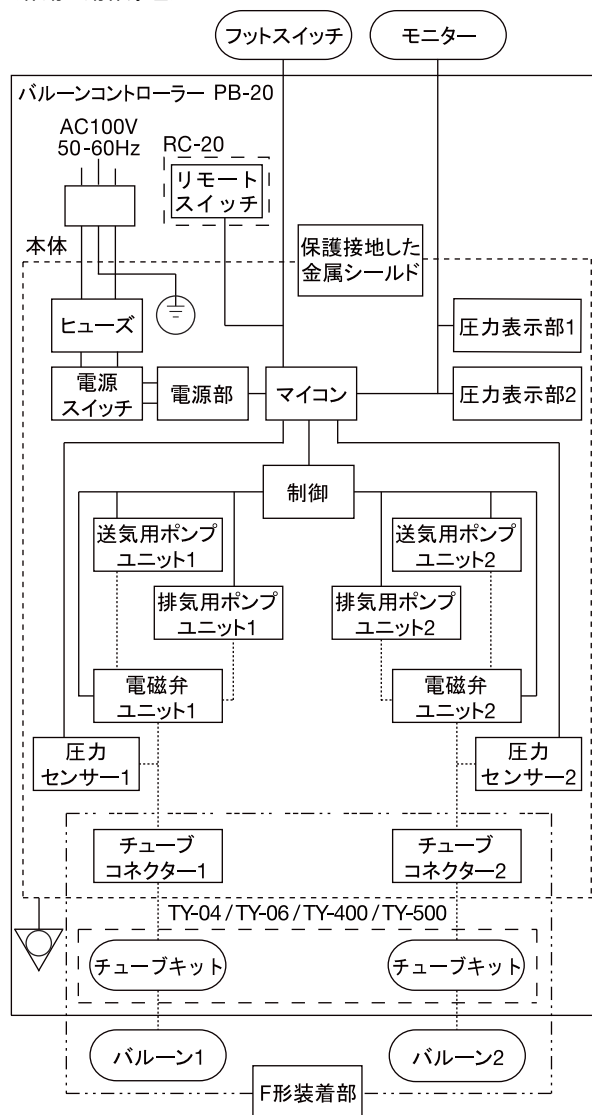 フットスイッチ
モニター
バルーンコントローラー PB-20
AC100V
50-60Hz
RC-20
リモート
スイッチ
本体
保護接地した
金属シールド
ヒューズ
圧力表示部1
電源
スイッチ
電源部
マイコン
圧力表示部2
制御
送気用ポンプ
ユニット1
送気用ポンプ
ユニット2
排気用ポンプ
ユニット1
排気用ポンプ
ユニット2
電磁弁
ユニット1
電磁弁
ユニット2
圧力
センサー1
圧力
センサー2
チューブ
コネクター1
チューブ
コネクター2
TY-04 / TY-06 / TY-400 / TY-500
チューブキット
チューブキット
バルーン1
バルーン2
F形装着部